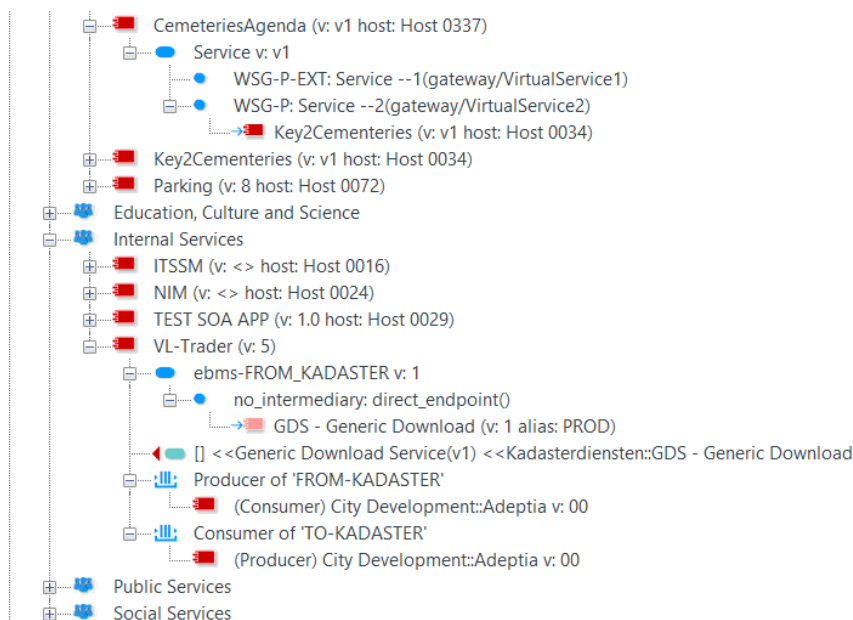 CemeteriesAgenda (v: v1 host: Host 0337)
Service v: v1
WSG-P-EXT: Service --1(gateway/VirtualService1)
WSG-P: Service --2(gateway/VirtualService2)
Key2Cementeries (v: v1 host: Host 0034)
Key2Cementeries (v: v1 host: Host 0034)
Parking (v: 8 host: Host 0072)
Education, Culture and Science
Internal Services
ITSSM (v: <> host: Host 0016)
NIM (v: <> host: Host 0024)
TEST SOA APP (v: 1.0 host: Host 0029)
VL-Trader (v: 5)
ebms-FROM_KADASTER v: 1
no_intermediary: direct_endpoint()
GDS - Generic Download (v: 1 alias: PROD)
[] <<Generic Download Service(v1) <<Kadasterdiensten::GDS - Generic Download
Producer of 'FROM-KADASTER'
(Consumer) City Development::Adeptia v: 00
Consumer of 'TO-KADASTER'
(Producer) City Development::Adeptia v: 00
Public Services
Social Services